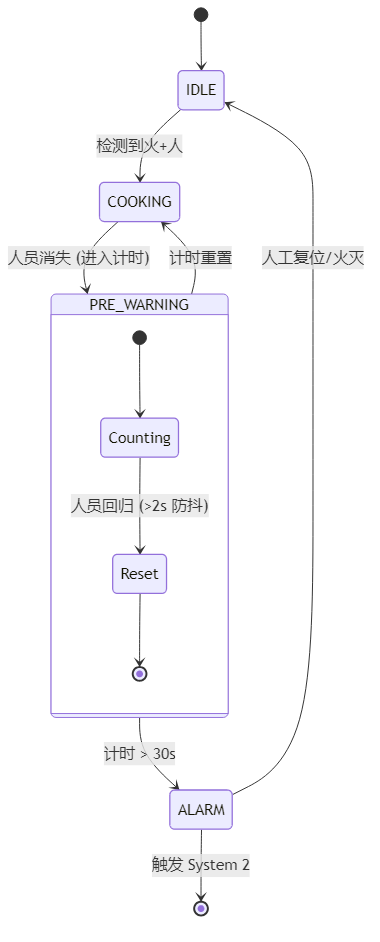 IDLE
检测到火+人
COOKING
人员消失 (进入计时)
计时重置
人工复位/火灭
PRE_WARNING
Counting
人员回归 (>2s 防抖)
Reset
计时 > 30s
ALARM
触发 System 2